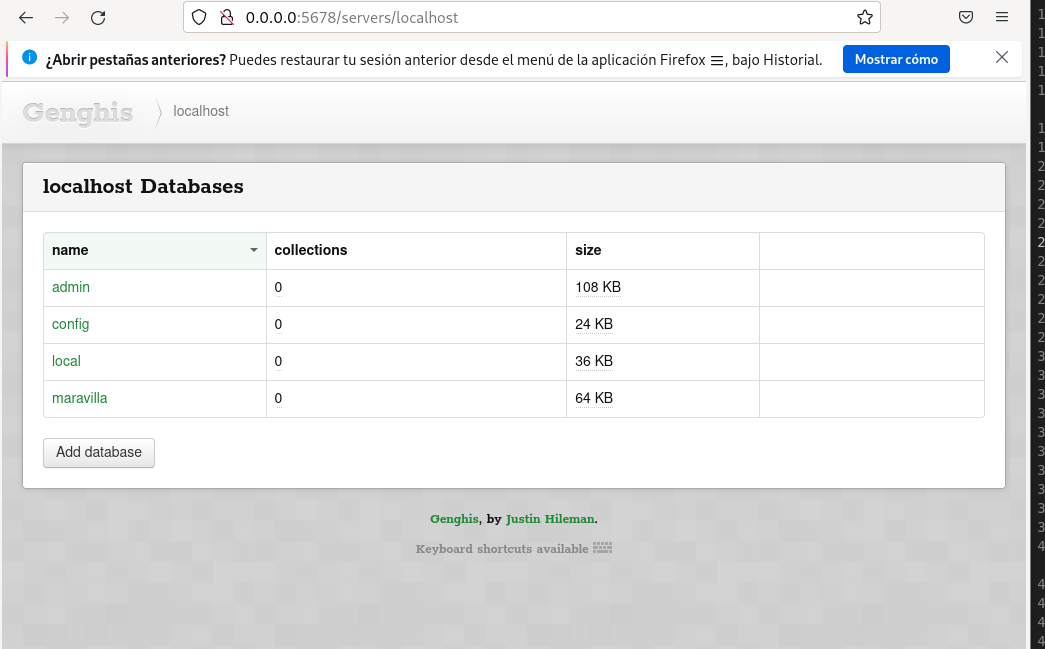 0.0.0.0:5678/servers/localhost
¿Abrir pestañas anteriores? Puedes restaurar tu sesión anterior desde el menú de la aplicación Firefox ☰, bajo Historial.
Mostrar cómo
Genghis
localhost
localhost Databases
name collections size
admin 0 108 KB
config 0 24 KB
local 0 36 KB
maravilla 0 64 KB
Add database
Genghis, by Justin Hileman.
Keyboard shortcuts available